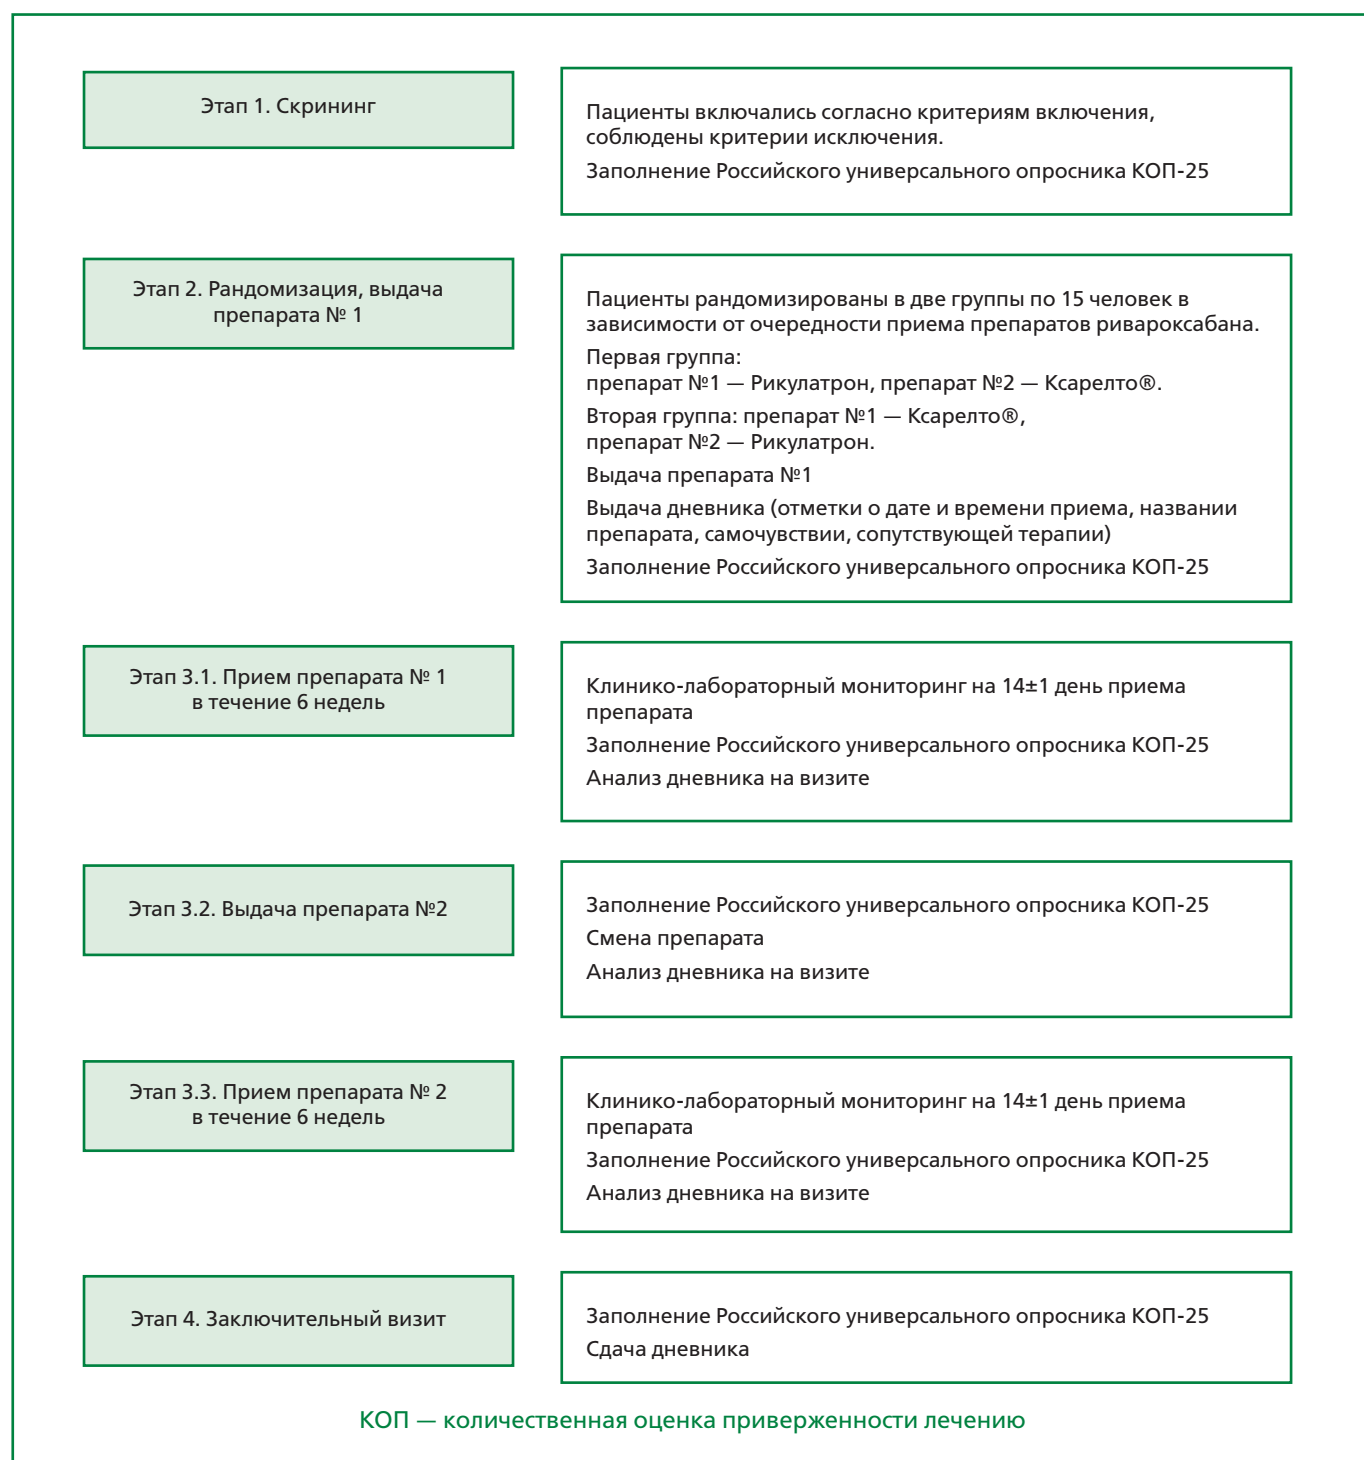 Этап 1. Скрининг
Пациенты включались согласно критериям включения,
соблюдены критерии исключения.
Заполнение Российского универсального опросника КОП-25
Этап 2. Рандомизация, выдача
препарата № 1
Пациенты рандомизированы в две группы по 15 человек в
зависимости от очередности приема препаратов ривароксабана.
Первая группа:
препарат №1 — Рикулатрон, препарат №2 — Ксарелто®.
Вторая группа: препарат №1 — Ксарелто®,
препарат №2 — Рикулатрон.
Выдача препарата №1
Выдача дневника (отметки о дате и времени приема, названии
препарата, самочувствии, сопутствующей терапии)
Заполнение Российского универсального опросника КОП-25
Этап 3.1. Прием препарата № 1
в течение 6 недель
Клинико-лабораторный мониторинг на 14±1 день приема
препарата
Заполнение Российского универсального опросника КОП-25
Анализ дневника на визите
Этап 3.2. Выдача препарата №2
Заполнение Российского универсального опросника КОП-25
Смена препарата
Анализ дневника на визите
Этап 3.3. Прием препарата № 2
в течение 6 недель
Клинико-лабораторный мониторинг на 14±1 день приема
препарата
Заполнение Российского универсального опросника КОП-25
Анализ дневника на визите
Этап 4. Заключительный визит
Заполнение Российского универсального опросника КОП-25
Сдача дневника
КОП — количественная оценка приверженности лечению